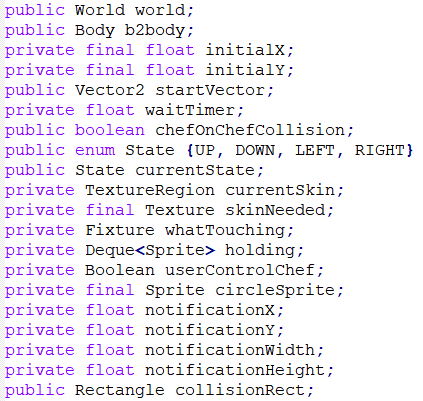 public World world;
public Body b2body;
private final float initialX;
private final float initialY;
public Vector2 startVector;
private float waitTimer;
public boolean chefOnChefCollision;
public enum State {UP, DOWN, LEFT, RIGHT}
public State currentState;
private TextureRegion currentSkin;
private final Texture skinNeeded;
private Fixture whatTouching;
private Deque<Sprite> holding;
private Boolean userControlChef;
private final Sprite circleSprite;
private float notificationX;
private float notificationY;
private float notificationWidth;
private float notificationHeight;
public Rectangle collisionRect;